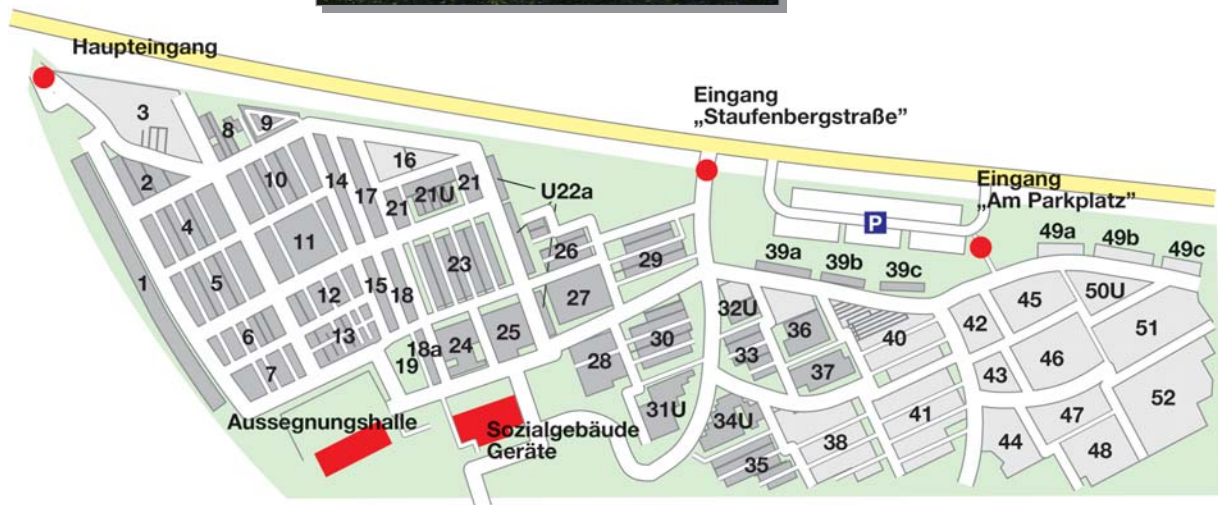 Haupteingang
Eingang
„Staufenbergstraße”
Eingang
„Am Parkplatz”
P
3
8
9
2
10
14
17
16
21
21U
21
U22a
4
11
1
5
12
15
18
23
26
29
27
6
13
7
19
18a
24
25
28
30
31U
39a
39b
39c
49a
49b
49c
32U
33
36
37
40
42
45
50U
51
43
46
52
34U
35
38
41
44
47
48
Aussegnungshalle
Sozialgebäude
Geräte